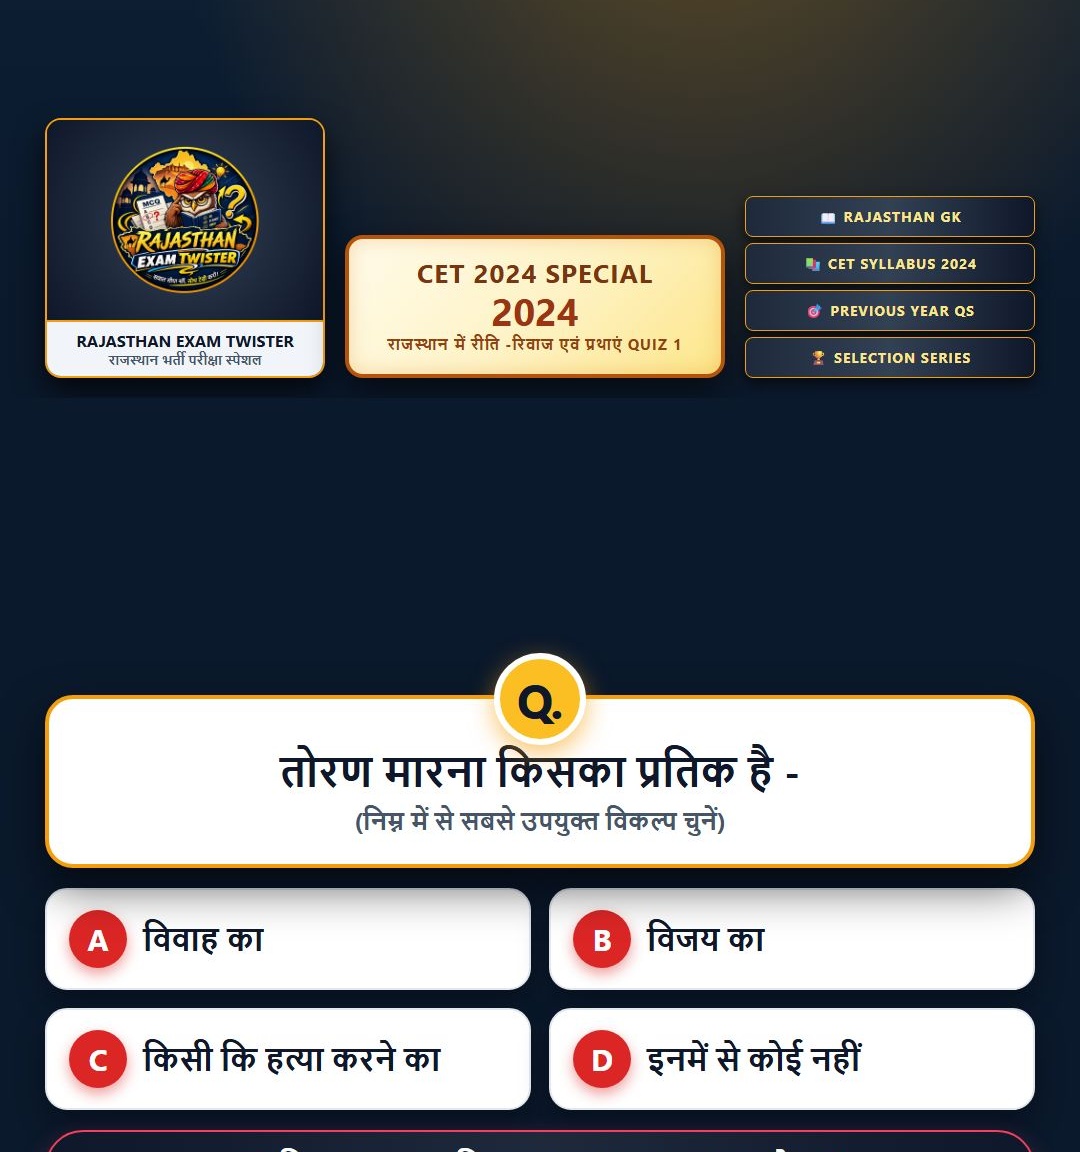 MCQ
?
RAJASTHAN
EXAM TWISTER
RAJASTHAN EXAM TWISTER
राजस्थान भर्ती परीक्षा स्पेशल
CET 2024 SPECIAL
2024
राजस्थान में रीति -रिवाज एवं प्रथाएं QUIZ 1
RAJASTHAN GK
CET SYLLABUS 2024
PREVIOUS YEAR QS
SELECTION SERIES
Q.
तोरण मारना किसका प्रतिक है -
(निम्न में से सबसे उपयुक्त विकल्प चुनें)
A विवाह का
B विजय का
C किसी कि हत्या करने का
D इनमें से कोई नहीं